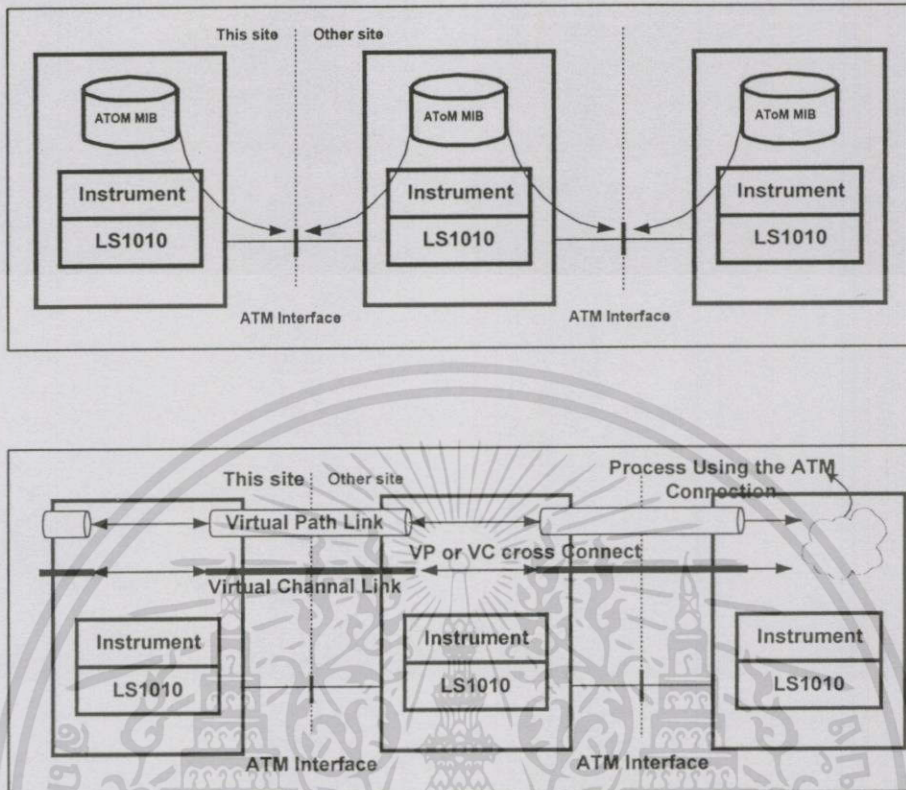 This site Other site
ATOM MIB AToM MIB AToM MIB
Instrument Instrument Instrument
LS1010 LS1010 LS1010
ATM Interface ATM Interface
This site Other site Process Using the ATM
Connection
Virtual Path Link
VP or VC cross Connect
Virtual Channal Link
Instrument Instrument Instrument
LS1010 LS1010 LS1010
ATM Interface ATM Interface